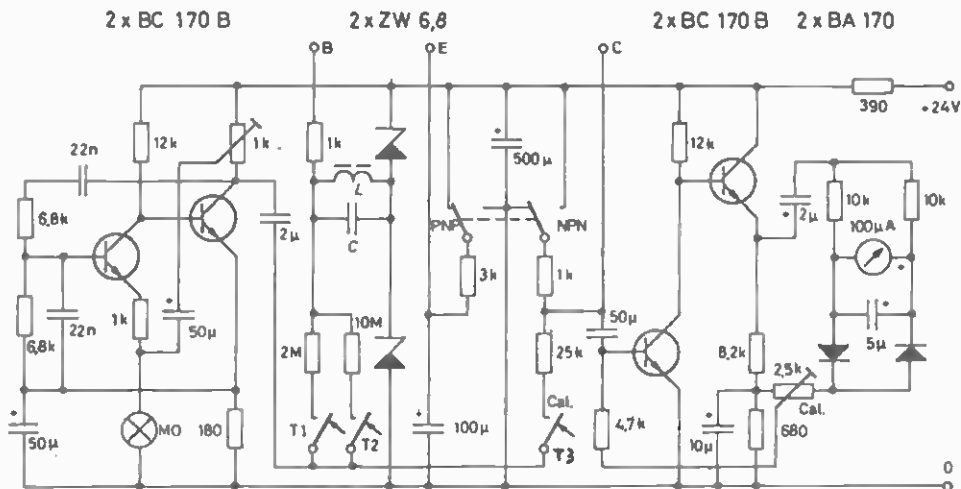 2 x BC 170 B
2 x ZW 6,8
2 x BC 170 B
2 x BA 170
B
E
C
390
+24V
12k
1k
1k
12k
22n
500µ
10k
10k
L
2µ
6,8k
2µ
C
PNP
NPN
100µA
3k
1k
22n
1k
50µ
50µ
6,8k
2M
10M
25k
8,2k
5µ
2,5k
Cal.
Cal.
50µ
MO
180
T1
T2
100µ
T3
4,7k
10µ
680
0